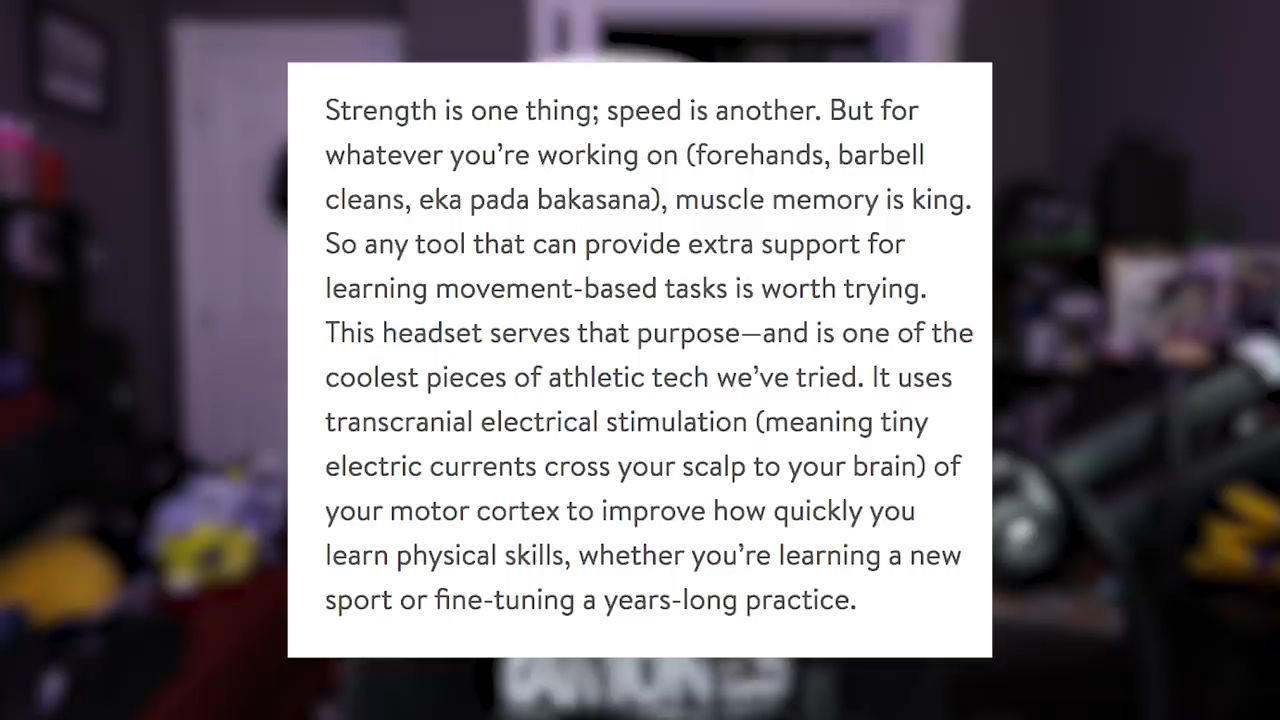 Strength is one thing; speed is another. But for
whatever you’re working on (forehands, barbell
cleans, eka pada bakasana), muscle memory is king.
So any tool that can provide extra support for
learning movement-based tasks is worth trying.
This headset serves that purpose—and is one of the
coolest pieces of athletic tech we’ve tried. It uses
transcranial electrical stimulation (meaning tiny
electric currents cross your scalp to your brain) of
your motor cortex to improve how quickly you
learn physical skills, whether you’re learning a new
sport or fine-tuning a years-long practice.